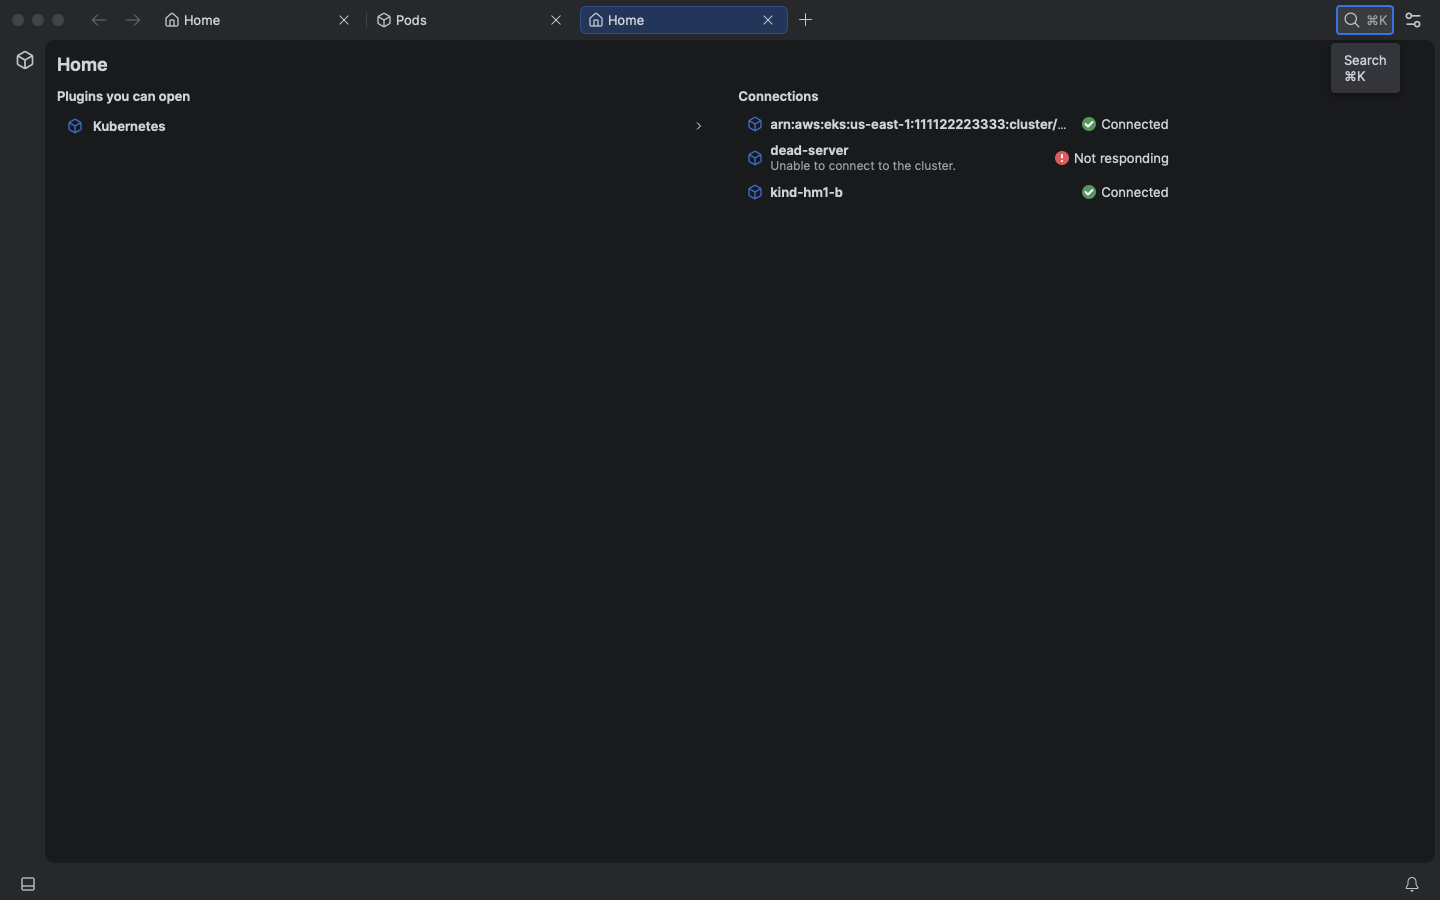 Home
Pods
Home
⌘K
Search
⌘K
Home
Plugins you can open
Kubernetes
Connections
arn:aws:eks:us-east-1:111122223333:cluster/... Connected
dead-server
Unable to connect to the cluster.
Not responding
kind-hm1-b Connected